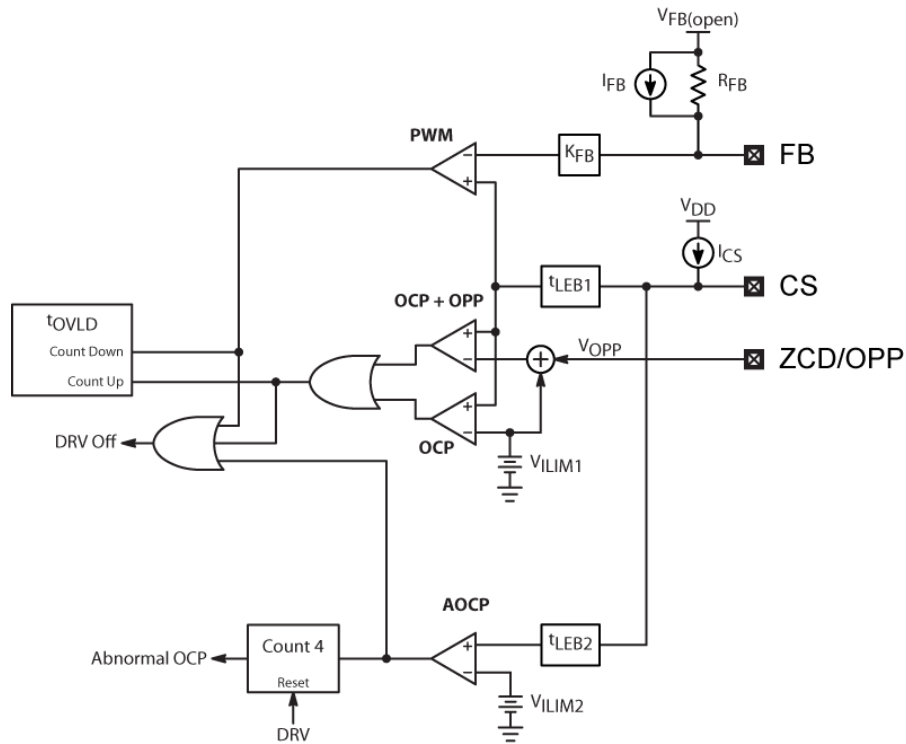 VFB(open)
IFB
RFB
PWM
−
+
KFB
FB
VDD
ICS
tLEB1
CS
OCP + OPP
+
−
VOPP
+
ZCD/OPP
tOVLD
Count Down
Count Up
+
−
OCP
VILIM1
DRV Off
AOCP
+
−
tLEB2
Abnormal OCP
Count 4
Reset
VILIM2
DRV